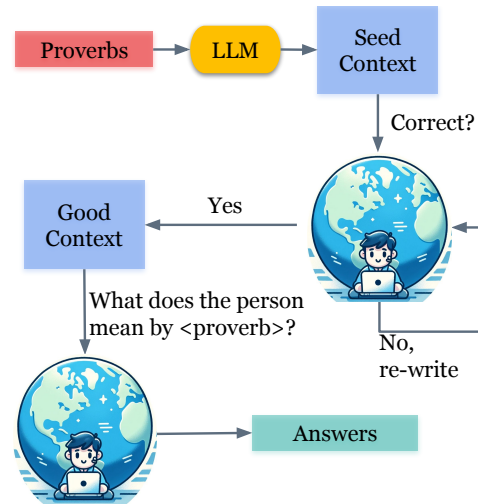 Proverbs
LLM
Seed
Context
Correct?
Yes
Good
Context
What does the person
mean by <proverb>?
No,
re-write
Answers